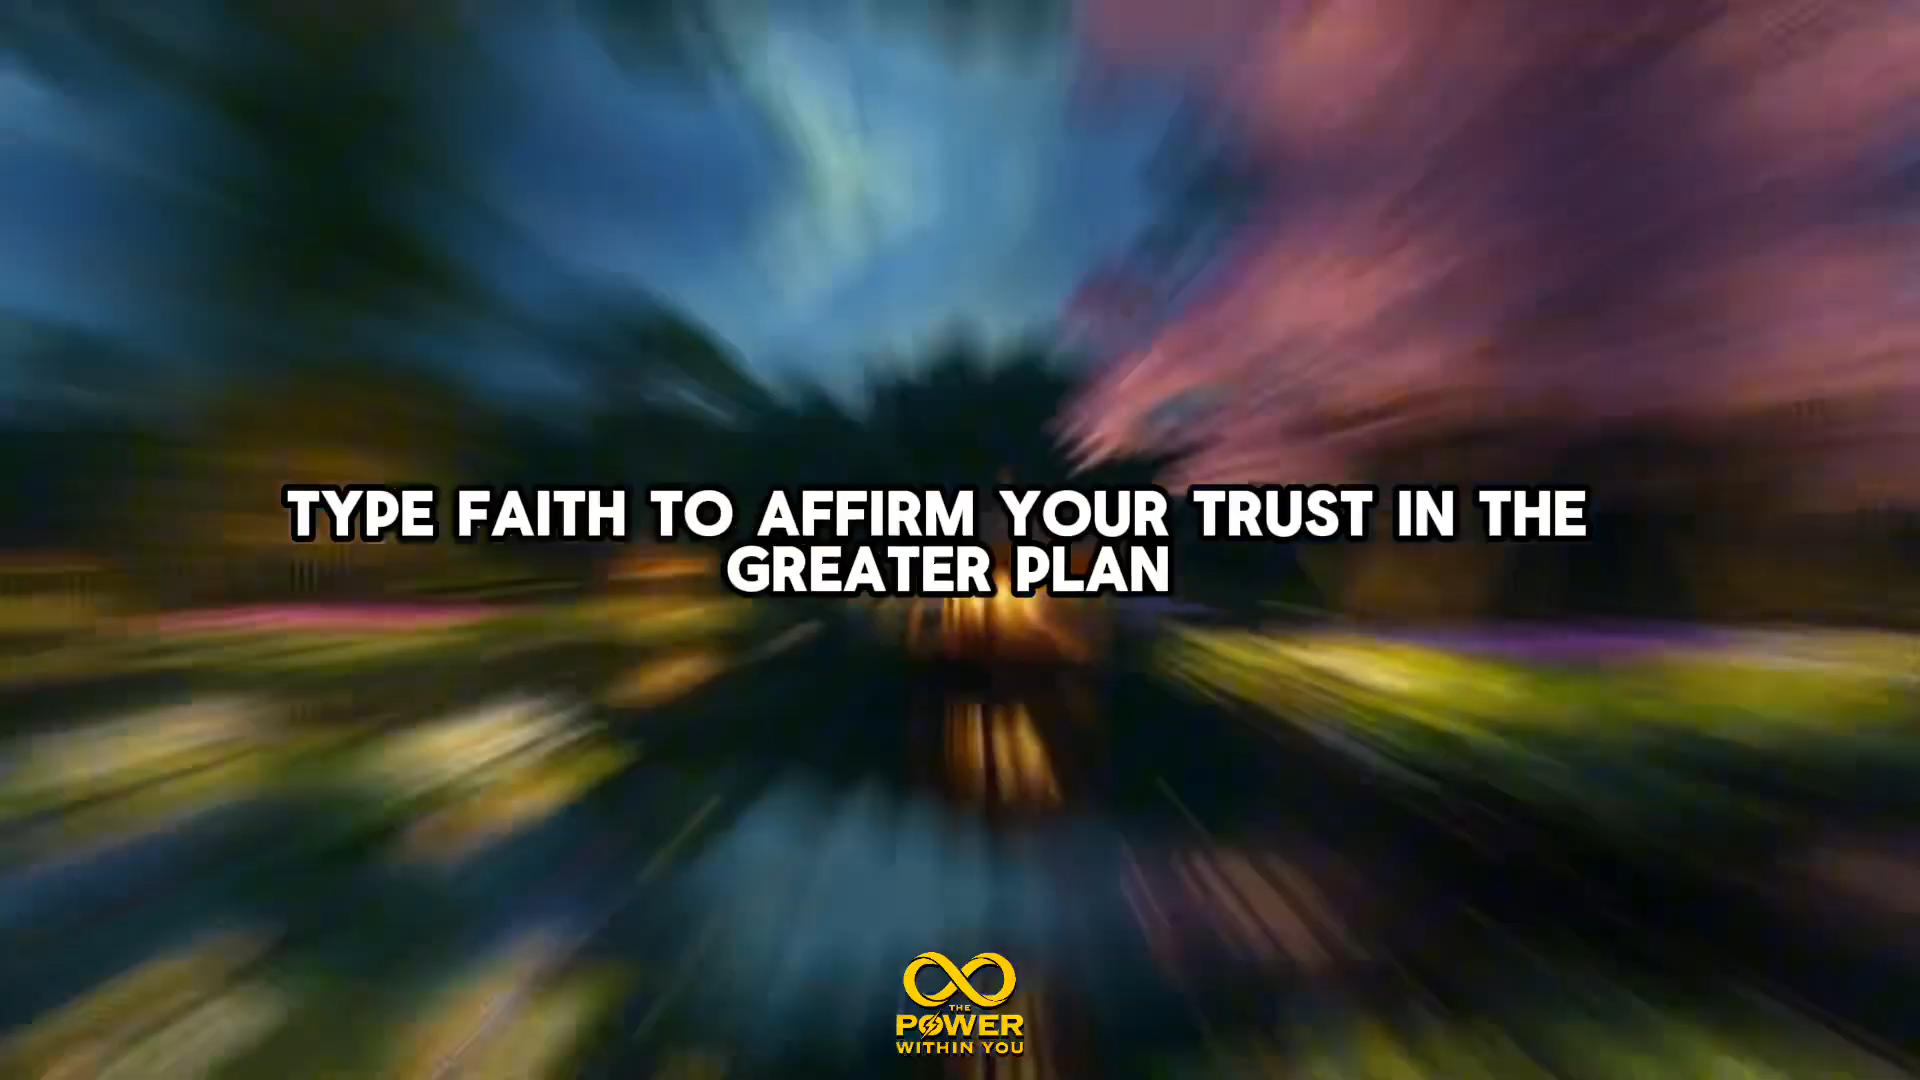 TYPE FAITH TO AFFIRM YOUR TRUST IN THE
GREATER PLAN
THE
POWER
WITHIN YOU